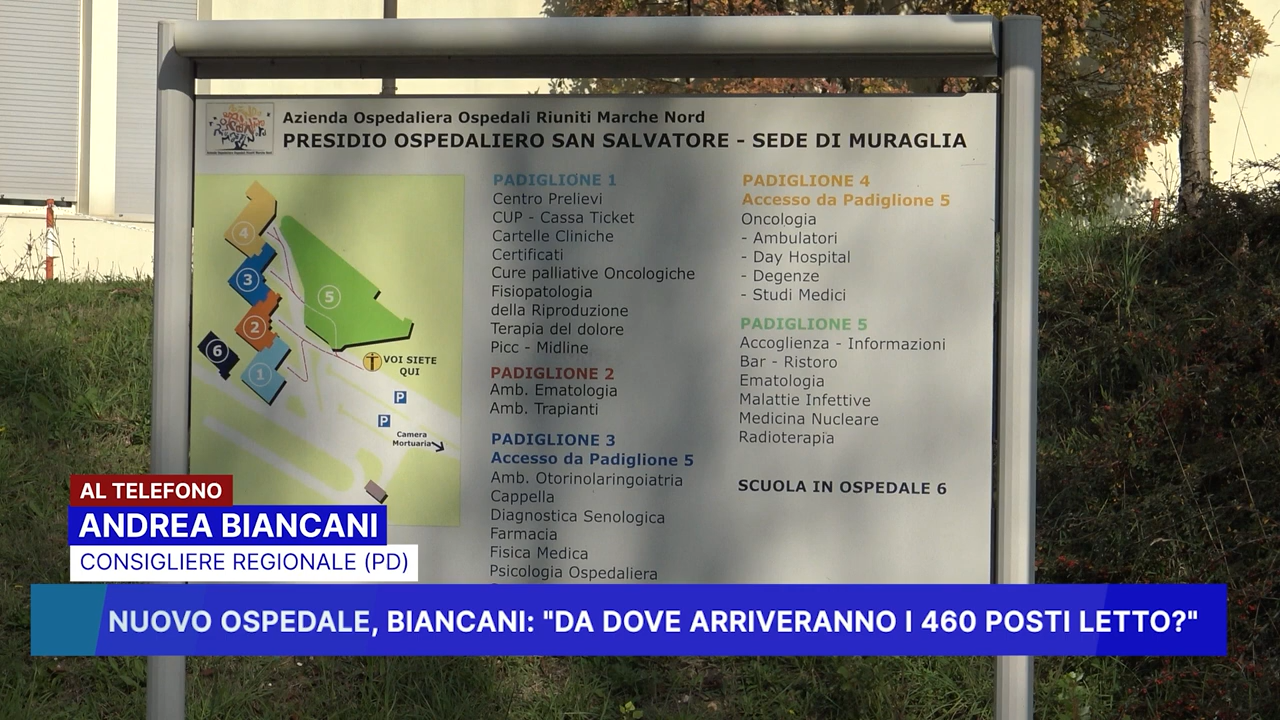 Azienda Ospedaliera Ospedali Riuniti Marche Nord
PRESIDIO OSPEDALIERO SAN SALVATORE - SEDE DI MURAGLIA
4
3
2
6
1
5
VOI SIETE
QUI
P
P
Camera
Mortuaria
PADIGLIONE 1
Centro Prelievi
CUP - Cassa Ticket
Cartelle Cliniche
Certificati
Cure palliative Oncologiche
Fisiopatologia
della Riproduzione
Terapia del dolore
Picc - Midline
PADIGLIONE 2
Amb. Ematologia
Amb. Trapianti
PADIGLIONE 3
Accesso da Padiglione 5
Amb. Otorinolaringoiatria
Cappella
Diagnostica Senologica
Farmacia
Fisica Medica
Psicologia Ospedaliera
PADIGLIONE 4
Accesso da Padiglione 5
Oncologia
- Ambulatori
- Day Hospital
- Degenze
- Studi Medici
PADIGLIONE 5
Accoglienza - Informazioni
Bar - Ristoro
Ematologia
Malattie Infettive
Medicina Nucleare
Radioterapia
SCUOLA IN OSPEDALE 6
AL TELEFONO
ANDREA BIANCANI
CONSIGLIERE REGIONALE (PD)
NUOVO OSPEDALE, BIANCANI: "DA DOVE ARRIVERANNO I 460 POSTI LETTO?"